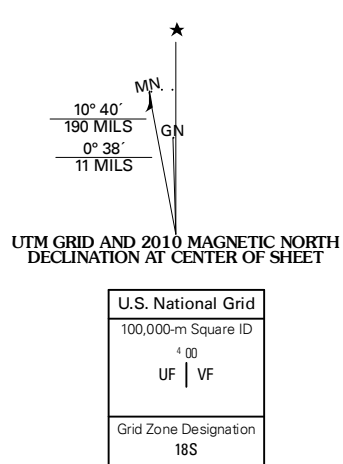 ★
MN
10° 40´
190 MILS
GN
0° 38´
11 MILS
UTM GRID AND 2010 MAGNETIC NORTH
DECLINATION AT CENTER OF SHEET
U.S. National Grid
100,000-m Square ID
4 00
UF VF
Grid Zone Designation
18S